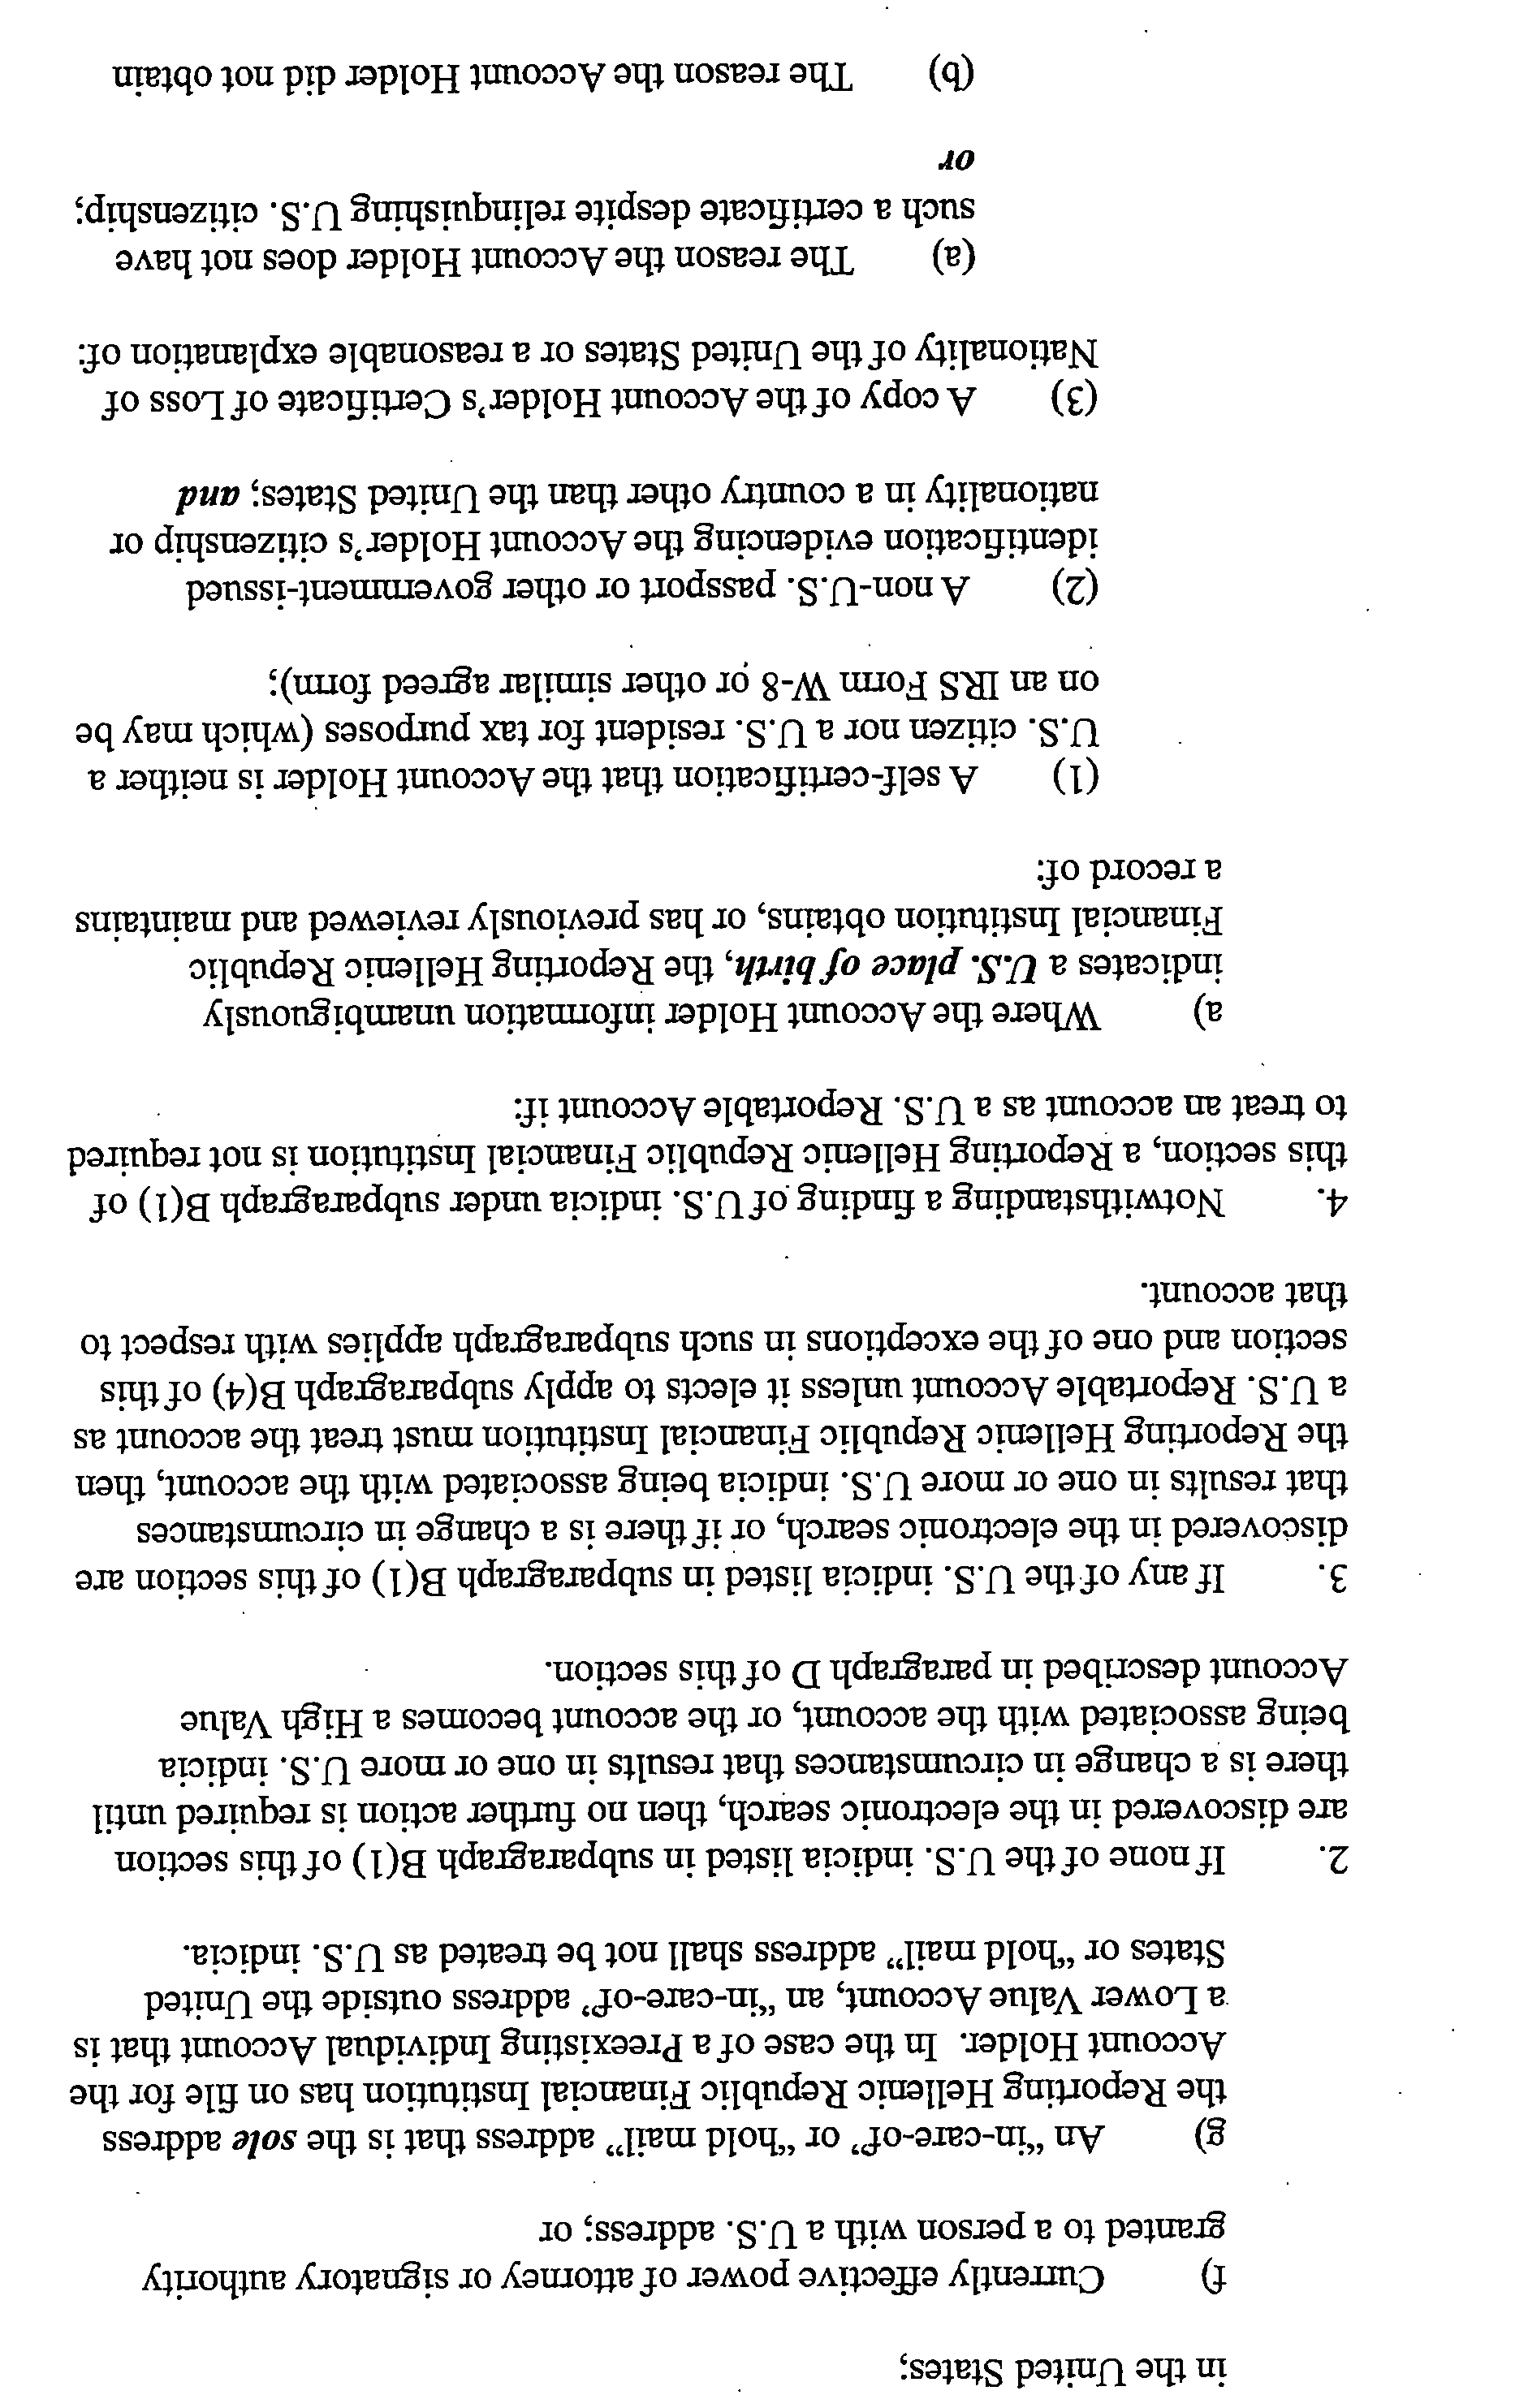 in the United States;
f) Currently effective power of attorney or signatory authority
granted to a person with a U.S. address; or
g) An “in-care-of” or “hold mail” address that is the sole address
the Reporting Hellenic Republic Financial Institution has on file for the
Account Holder. In the case of a Preexisting Individual Account that is
a Lower Value Account, an “in-care-of” address outside the United
States or “hold mail” address shall not be treated as U.S. indicia.
2. If none of the U.S. indicia listed in subparagraph B(1) of this section
are discovered in the electronic search, then no further action is required until
there is a change in circumstances that results in one or more U.S. indicia
being associated with the account, or the account becomes a High Value
Account described in paragraph D of this section.
3. If any of the U.S. indicia listed in subparagraph B(1) of this section are
discovered in the electronic search, or if there is a change in circumstances
that results in one or more U.S. indicia being associated with the account, then
the Reporting Hellenic Republic Financial Institution must treat the account as
a U.S. Reportable Account unless it elects to apply subparagraph B(4) of this
section and one of the exceptions in such subparagraph applies with respect to
that account.
4. Notwithstanding a finding of U.S. indicia under subparagraph B(1) of
this section, a Reporting Hellenic Republic Financial Institution is not required
to treat an account as a U.S. Reportable Account if:
a) Where the Account Holder information unambiguously
indicates a U.S. place of birth, the Reporting Hellenic Republic
Financial Institution obtains, or has previously reviewed and maintains
a record of:
(1) A self-certification that the Account Holder is neither a
U.S. citizen nor a U.S. resident for tax purposes (which may be
on an IRS Form W-8 or other similar agreed form);
(2) A non-U.S. passport or other government-issued
identification evidencing the Account Holder’s citizenship or
nationality in a country other than the United States; and
(3) A copy of the Account Holder’s Certificate of Loss of
Nationality of the United States or a reasonable explanation of:
(a) The reason the Account Holder does not have
such a certificate despite relinquishing U.S. citizenship;
or
(b) The reason the Account Holder did not obtain